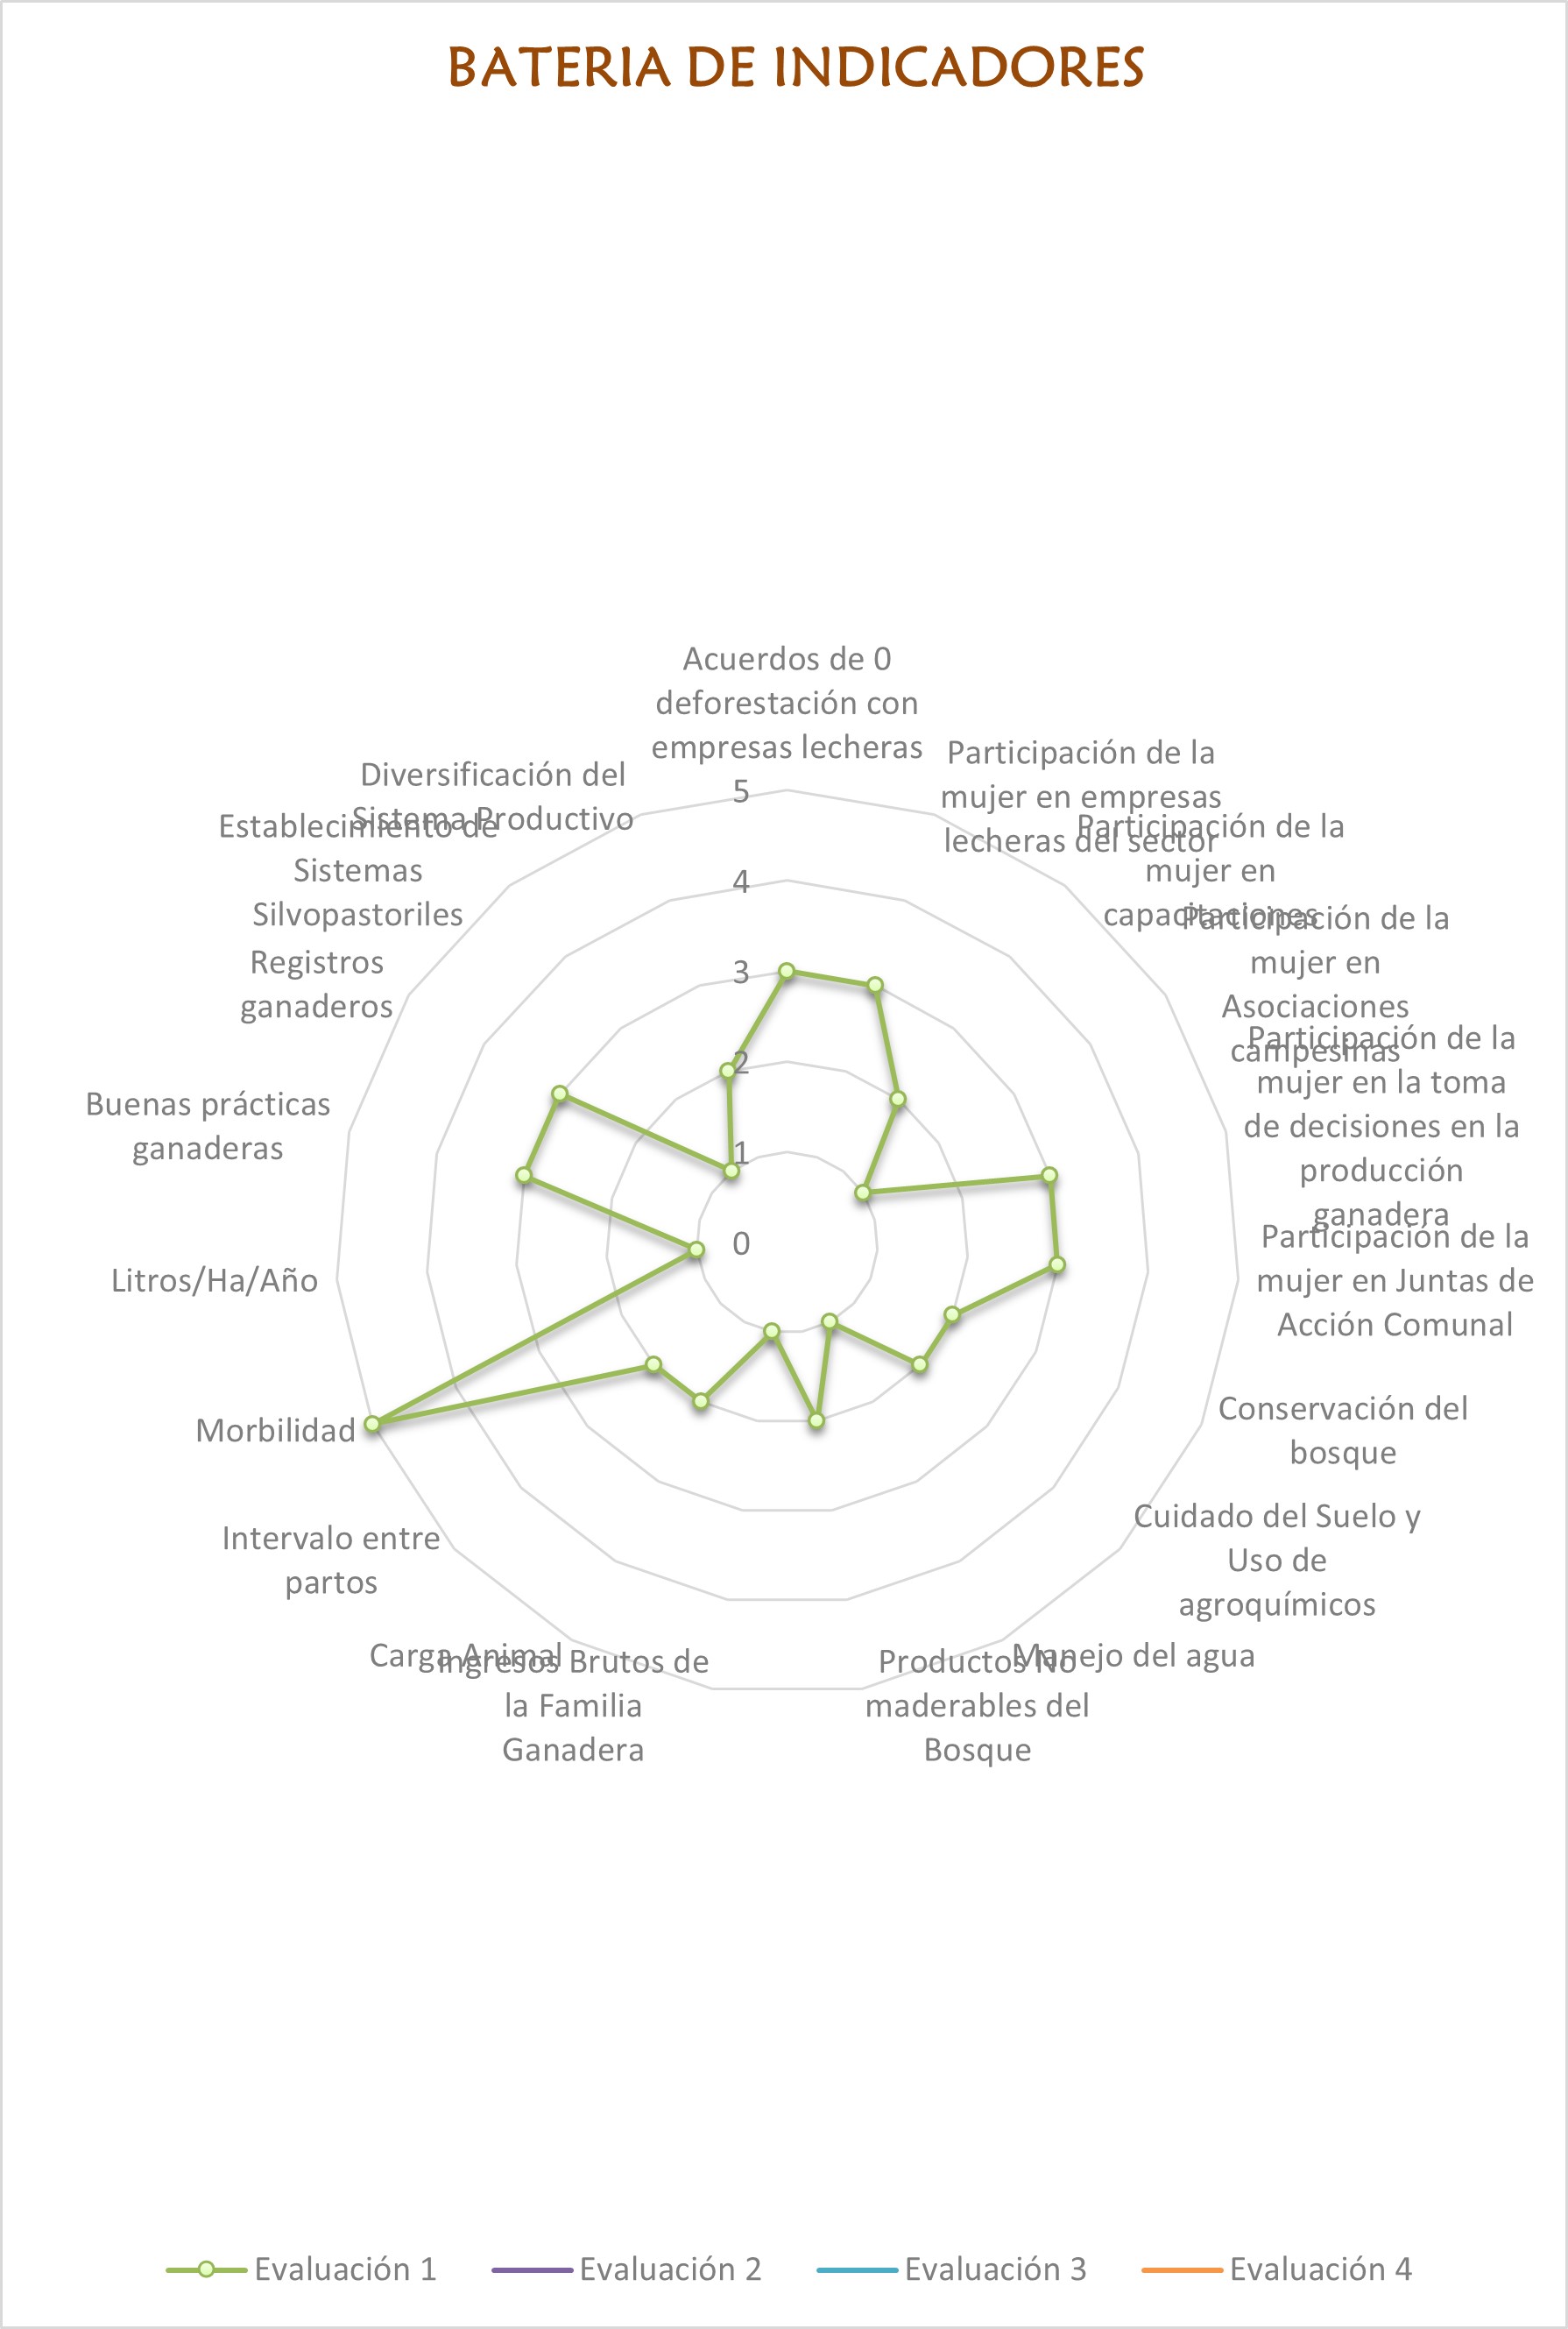 BATERIA DE INDICADORES
Acuerdos de 0
deforestación con
empresas lecheras
Participación de la
mujer en empresas
lecheras del sector
Participación de la
mujer en
capacitaciones
Participación de la
mujer en
Asociaciones
campesinas
Participación de la
mujer en la toma
de decisiones en la
producción
ganadera
Participación de la
mujer en Juntas de
Acción Comunal
Conservación del
bosque
Cuidado del Suelo y
Uso de
agroquímicos
Manejo del agua
Productos No
maderables del
Bosque
Ingresos Brutos de
la Familia
Ganadera
Carga Animal
Intervalo entre
partos
Morbilidad
Litros/Ha/Año
Buenas prácticas
ganaderas
Registros
ganaderos
Establecimiento de
Sistemas
Silvopastoriles
Diversificación del
Sistema Productivo
5
4
3
2
1
0
Evaluación 1
Evaluación 2
Evaluación 3
Evaluación 4